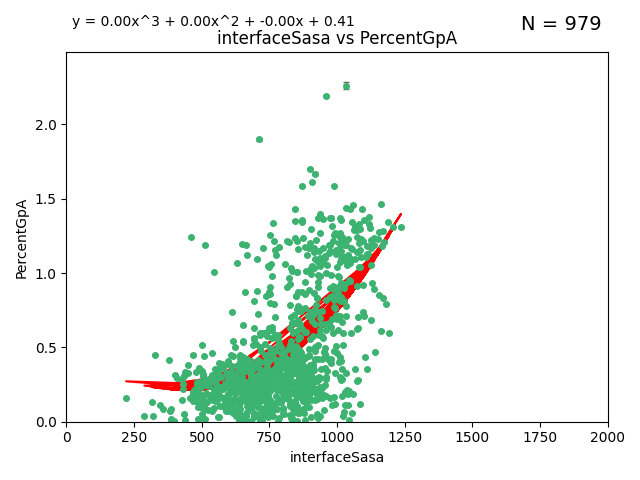 y = 0.00x^3 + 0.00x^2 + -0.00x + 0.41
N = 979
interfaceSasa vs PercentGpA
PercentGpA
2.0
1.5
1.0
0.5
0.0
0 250 500 750 1000 1250 1500 1750 2000
interfaceSasa